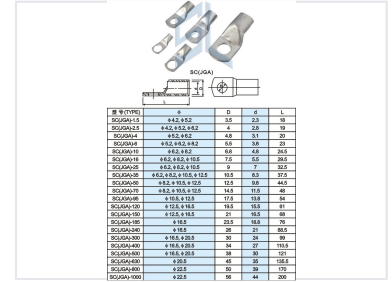 SC(JGA)
D
L
型号(TYPE) φ D d L
SC(JGA)-1.5 φ4.2, φ5.2 3.5 2.3 18
SC(JGA)-2.5 φ4.2, φ5.2, φ6.2 4 2.8 19
SC(JGA)-4 φ5.2, φ6.2 4.8 3.1 20
SC(JGA)-6 φ5.2, φ6.2, φ8.2 5.5 3.8 23
SC(JGA)-10 φ6.2, φ8.2 6.8 4.8 24.5
SC(JGA)-16 φ6.2, φ8.2, φ10.5 7.5 5.5 29.5
SC(JGA)-25 φ6.2, φ8.2, φ10.5 9 7 32.5
SC(JGA)-35 φ6.2, φ8.2, φ10.5, φ12.5 10.5 8.3 37.5
SC(JGA)-50 φ8.2, φ10.5, φ12.5 12.5 9.8 44.5
SC(JGA)-70 φ8.2, φ10.5, φ12.5 14.5 11.5 48
SC(JGA)-95 φ10.5, φ12.5 17.5 13.8 54
SC(JGA)-120 φ12.5, φ16.5 19.5 15.5 61
SC(JGA)-150 φ12.5, φ16.5 21 16.5 68
SC(JGA)-185 φ16.5 23.5 18.8 76
SC(JGA)-240 φ16.5 26 21 88.5
SC(JGA)-300 φ16.5, φ20.5 30 24 99
SC(JGA)-400 φ16.5, φ20.5 34 27 110.5
SC(JGA)-500 φ16.5, φ20.5 38 30 121
SC(JGA)-630 φ20.5 45 35 135.5
SC(JGA)-800 φ22.5 50 39 170
SC(JGA)-1000 φ22.5 56 44 200